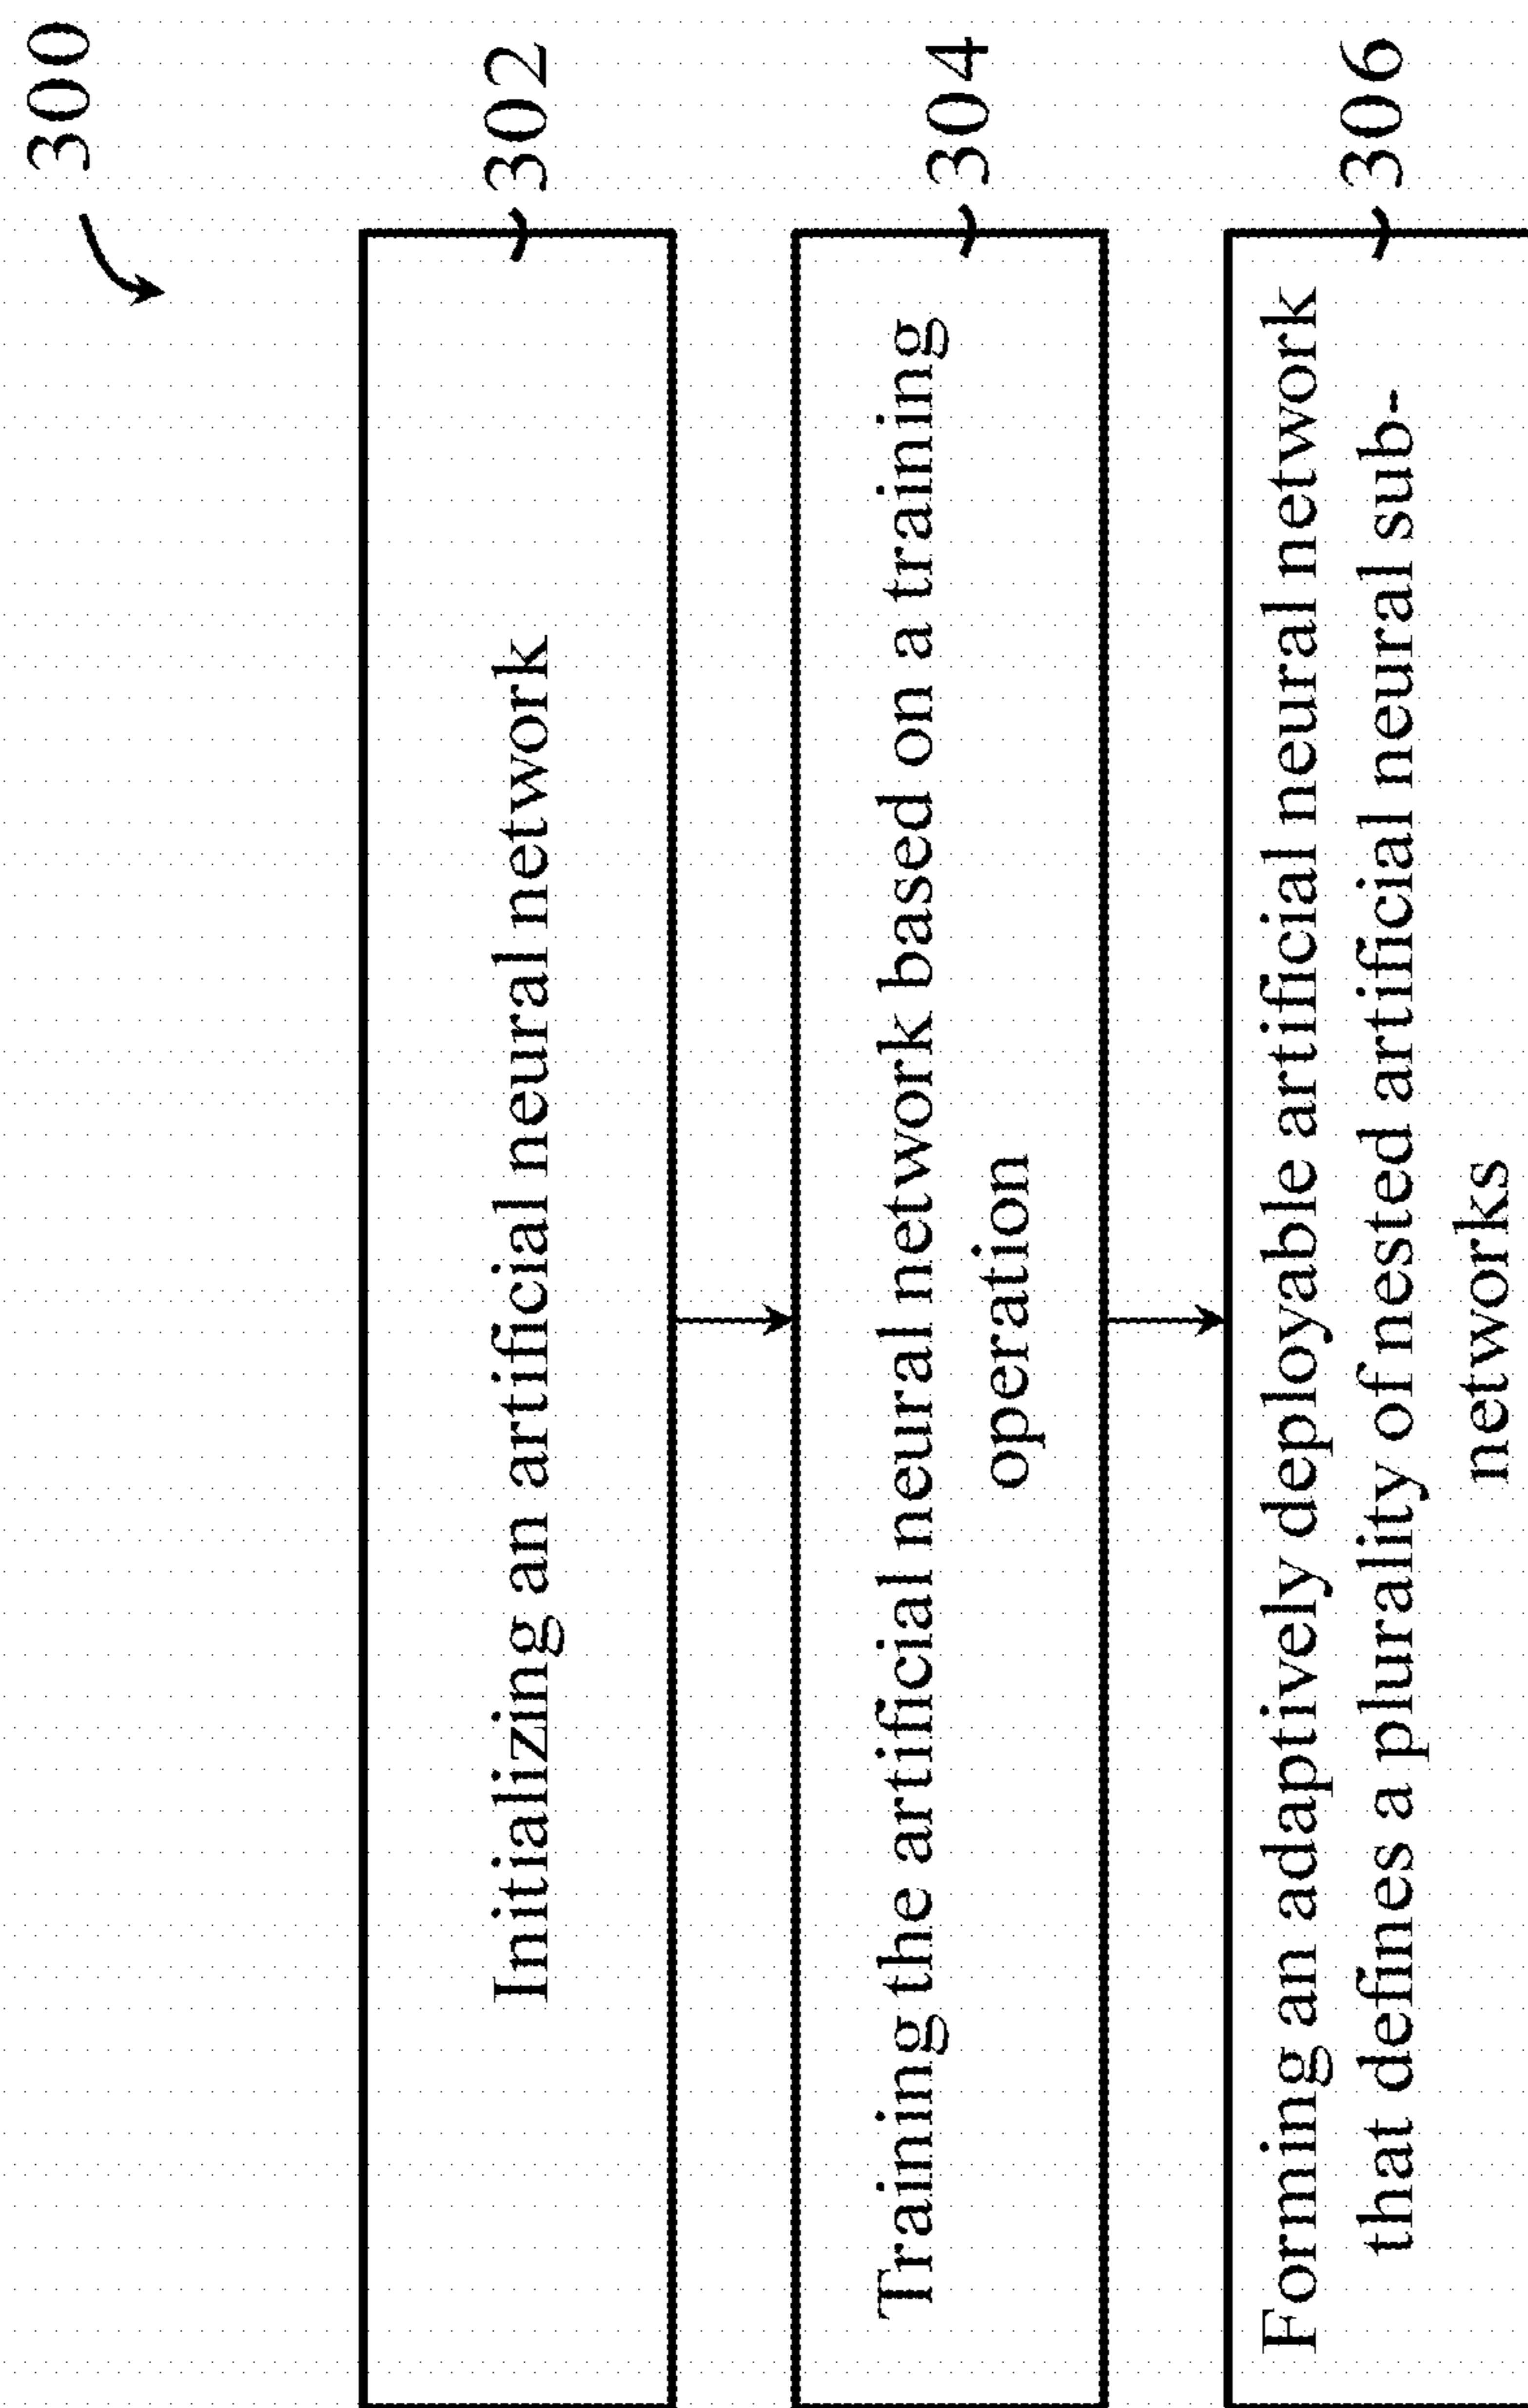 300
Initializing an artificial neural network
302
Training the artificial neural network based on a training
operation
304
Forming an adaptively deployable artificial neural network
that defines a plurality of nested artificial neural sub-
networks
306